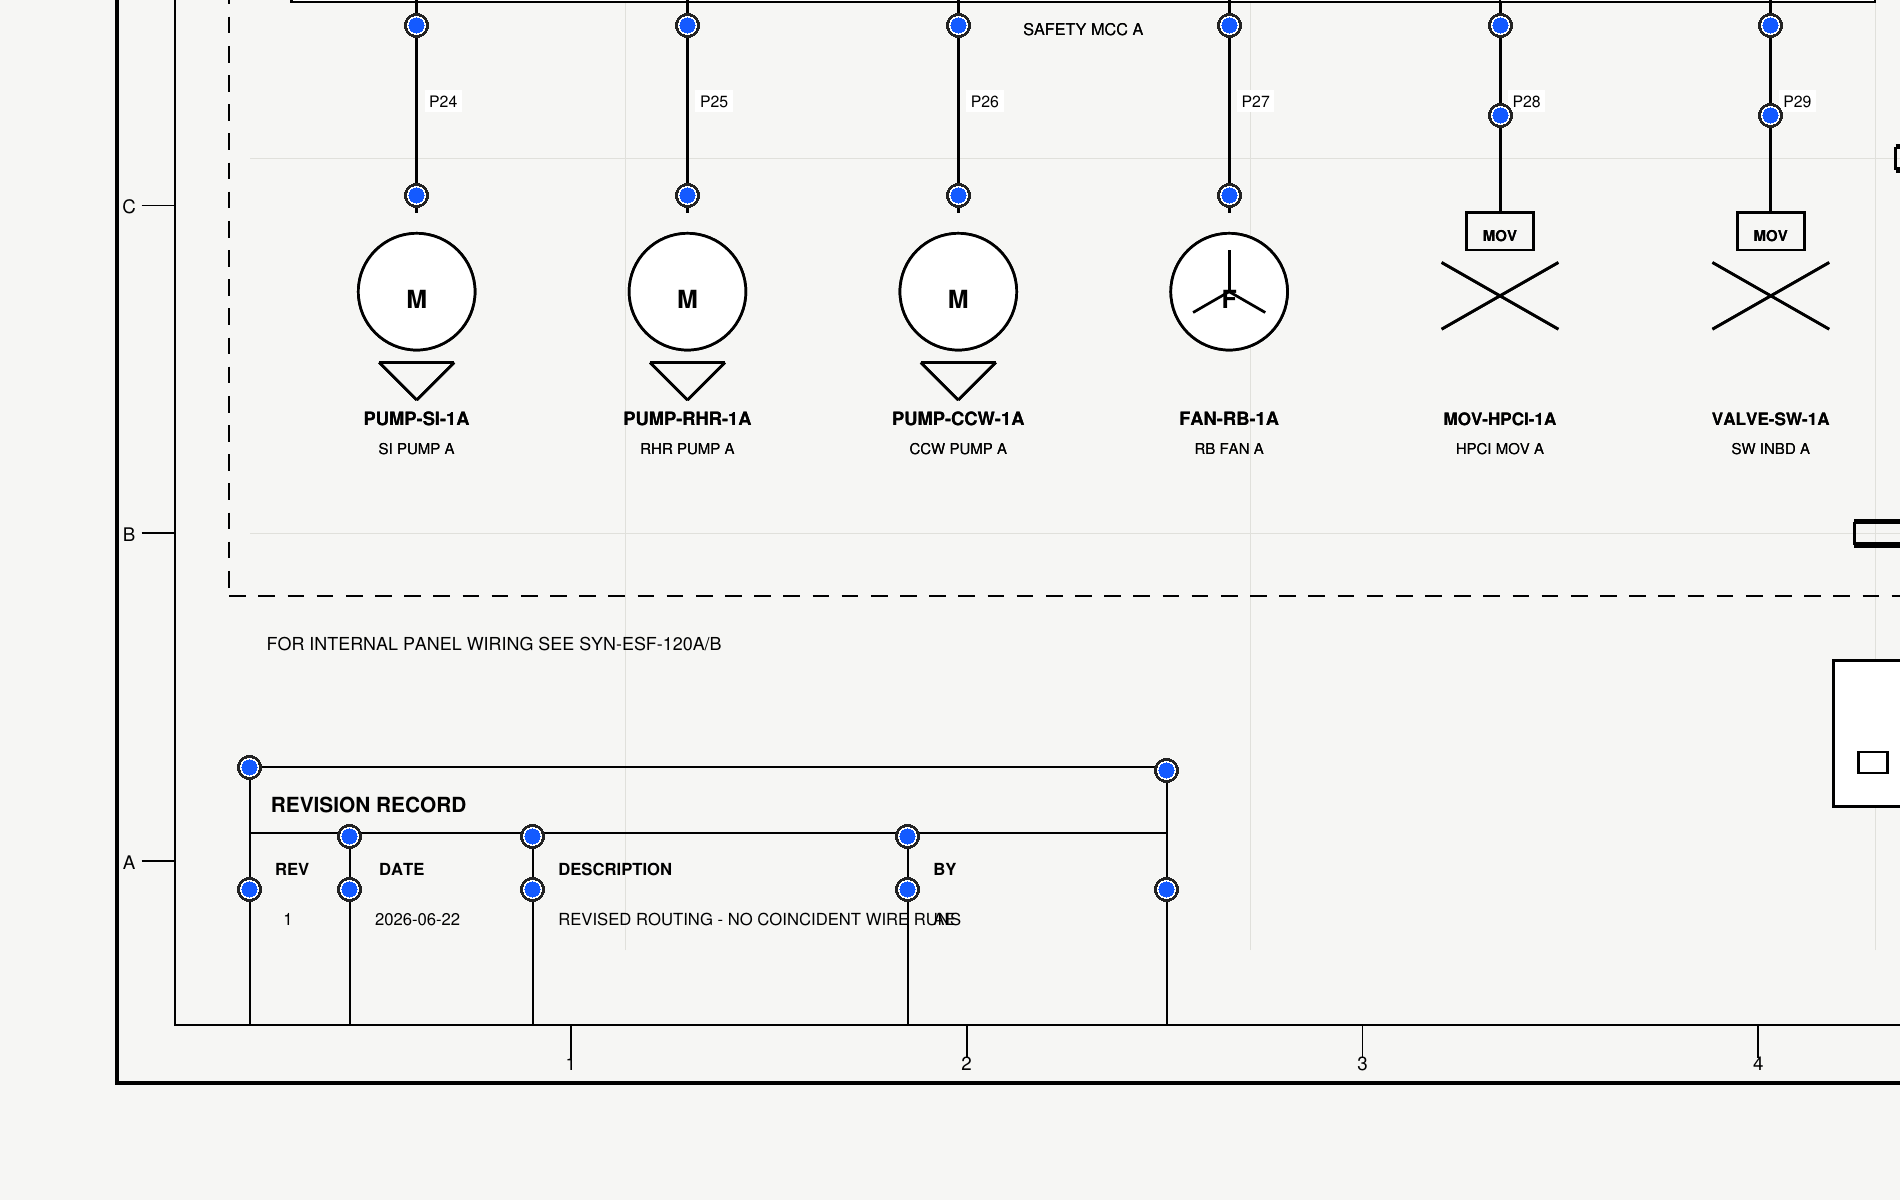 SAFETY MCC A
P24 P25 P26 P27 P28 P29
C
MOV MOV
M M M F
PUMP-SI-1A PUMP-RHR-1A PUMP-CCW-1A FAN-RB-1A MOV-HPCI-1A VALVE-SW-1A
SI PUMP A RHR PUMP A CCW PUMP A RB FAN A HPCI MOV A SW INBD A
B
FOR INTERNAL PANEL WIRING SEE SYN-ESF-120A/B
REVISION RECORD
A
REV DATE DESCRIPTION BY
1 2026-06-22 REVISED ROUTING - NO COINCIDENT WIRE RUNS
1 2 3 4